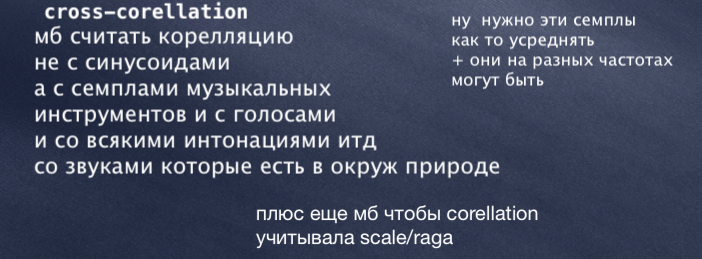 cross-corellation
мб считать корелляцию
не с синусоидами
а с семплами музыкальных
инструментов и с голосами
и со всякими интонациями итд
со звуками которые есть в окруж природе
ну нужно эти семплы
как то усреднять
+ они на разных частотах
могут быть
плюс еще мб чтобы corellation
учитывала scale/raga